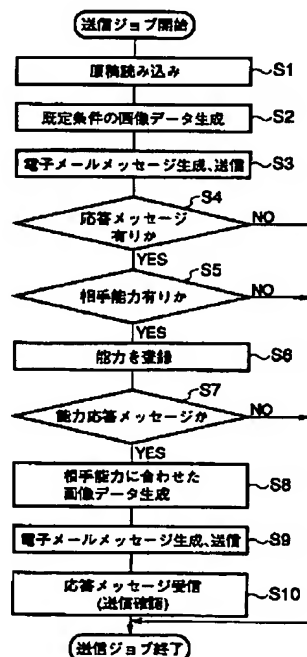 送信ジョブ開始
原稿読み込み
S1
既定条件の画像データ生成
S2
電子メールメッセージ生成、送信
S3
S4
応答メッセージ
有りか
NO
YES
S5
相手能力有りか
NO
YES
能力を登録
S6
S7
能力応答メッセージか
NO
YES
相手能力に合わせた
画像データ生成
S8
電子メールメッセージ生成、送信
S9
応答メッセージ受信
(送信確認)
S10
送信ジョブ終了